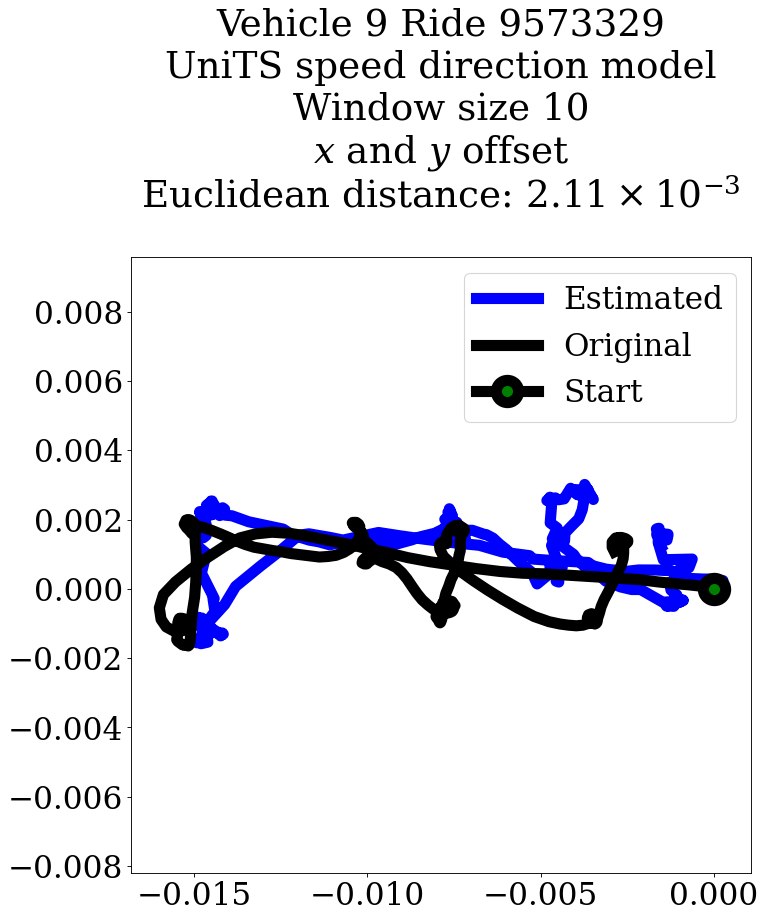 Vehicle 9 Ride 9573329
UniTS speed direction model
Window size 10
x and y offset
Euclidean distance: 2.11 × 10⁻³
Estimated
Original
Start
0.008
0.006
0.004
0.002
0.000
−0.002
−0.004
−0.006
−0.008
−0.015 −0.010 −0.005 0.000